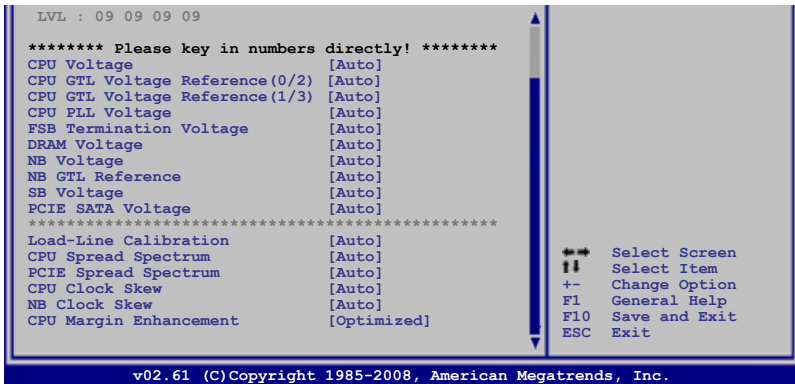 LVL : 09 09 09 09
******** Please key in numbers directly! ********
CPU Voltage [Auto]
CPU GTL Voltage Reference(0/2) [Auto]
CPU GTL Voltage Reference(1/3) [Auto]
CPU PLL Voltage [Auto]
FSB Termination Voltage [Auto]
DRAM Voltage [Auto]
NB Voltage [Auto]
NB GTL Reference [Auto]
SB Voltage [Auto]
PCIE SATA Voltage [Auto]
*************************************************
Load-Line Calibration [Auto]
CPU Spread Spectrum [Auto]
PCIE Spread Spectrum [Auto]
CPU Clock Skew [Auto]
NB Clock Skew [Auto]
CPU Margin Enhancement [Optimized]
Select Screen
Select Item
+- Change Option
F1 General Help
F10 Save and Exit
ESC Exit
v02.61 (C)Copyright 1985-2008, American Megatrends, Inc.